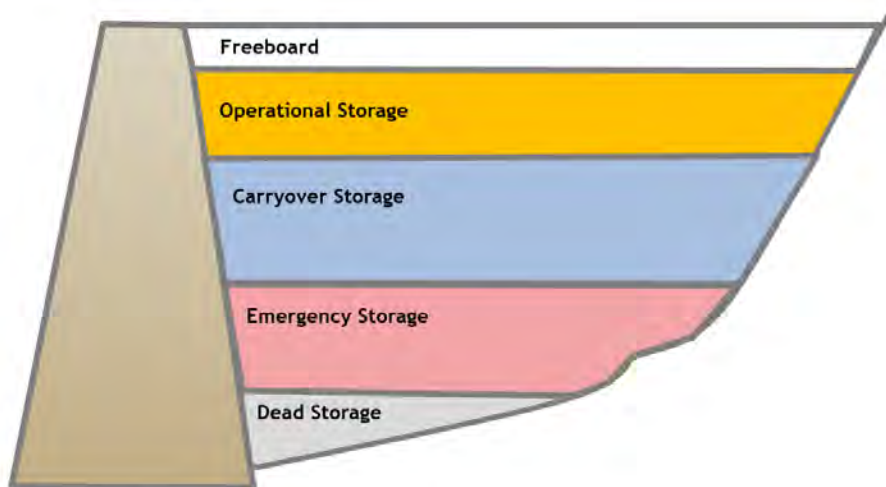 Freeboard
Operational Storage
Carryover Storage
Emergency Storage
Dead Storage